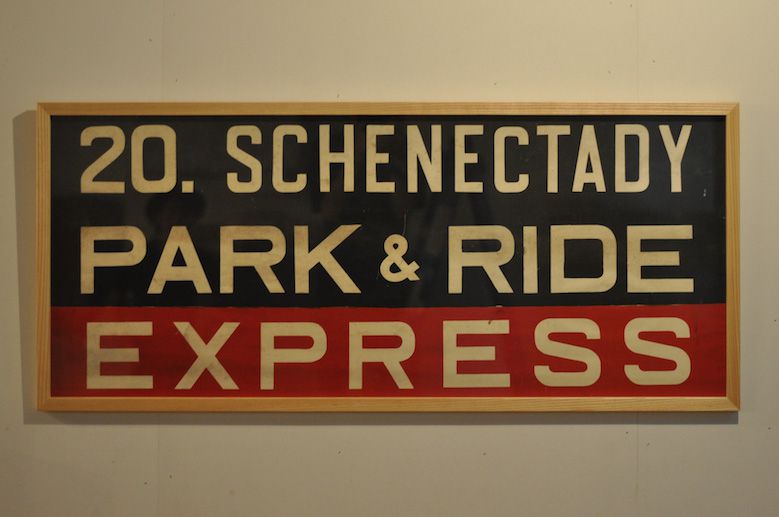 20. SCHENECTADY
PARK & RIDE
EXPRESS